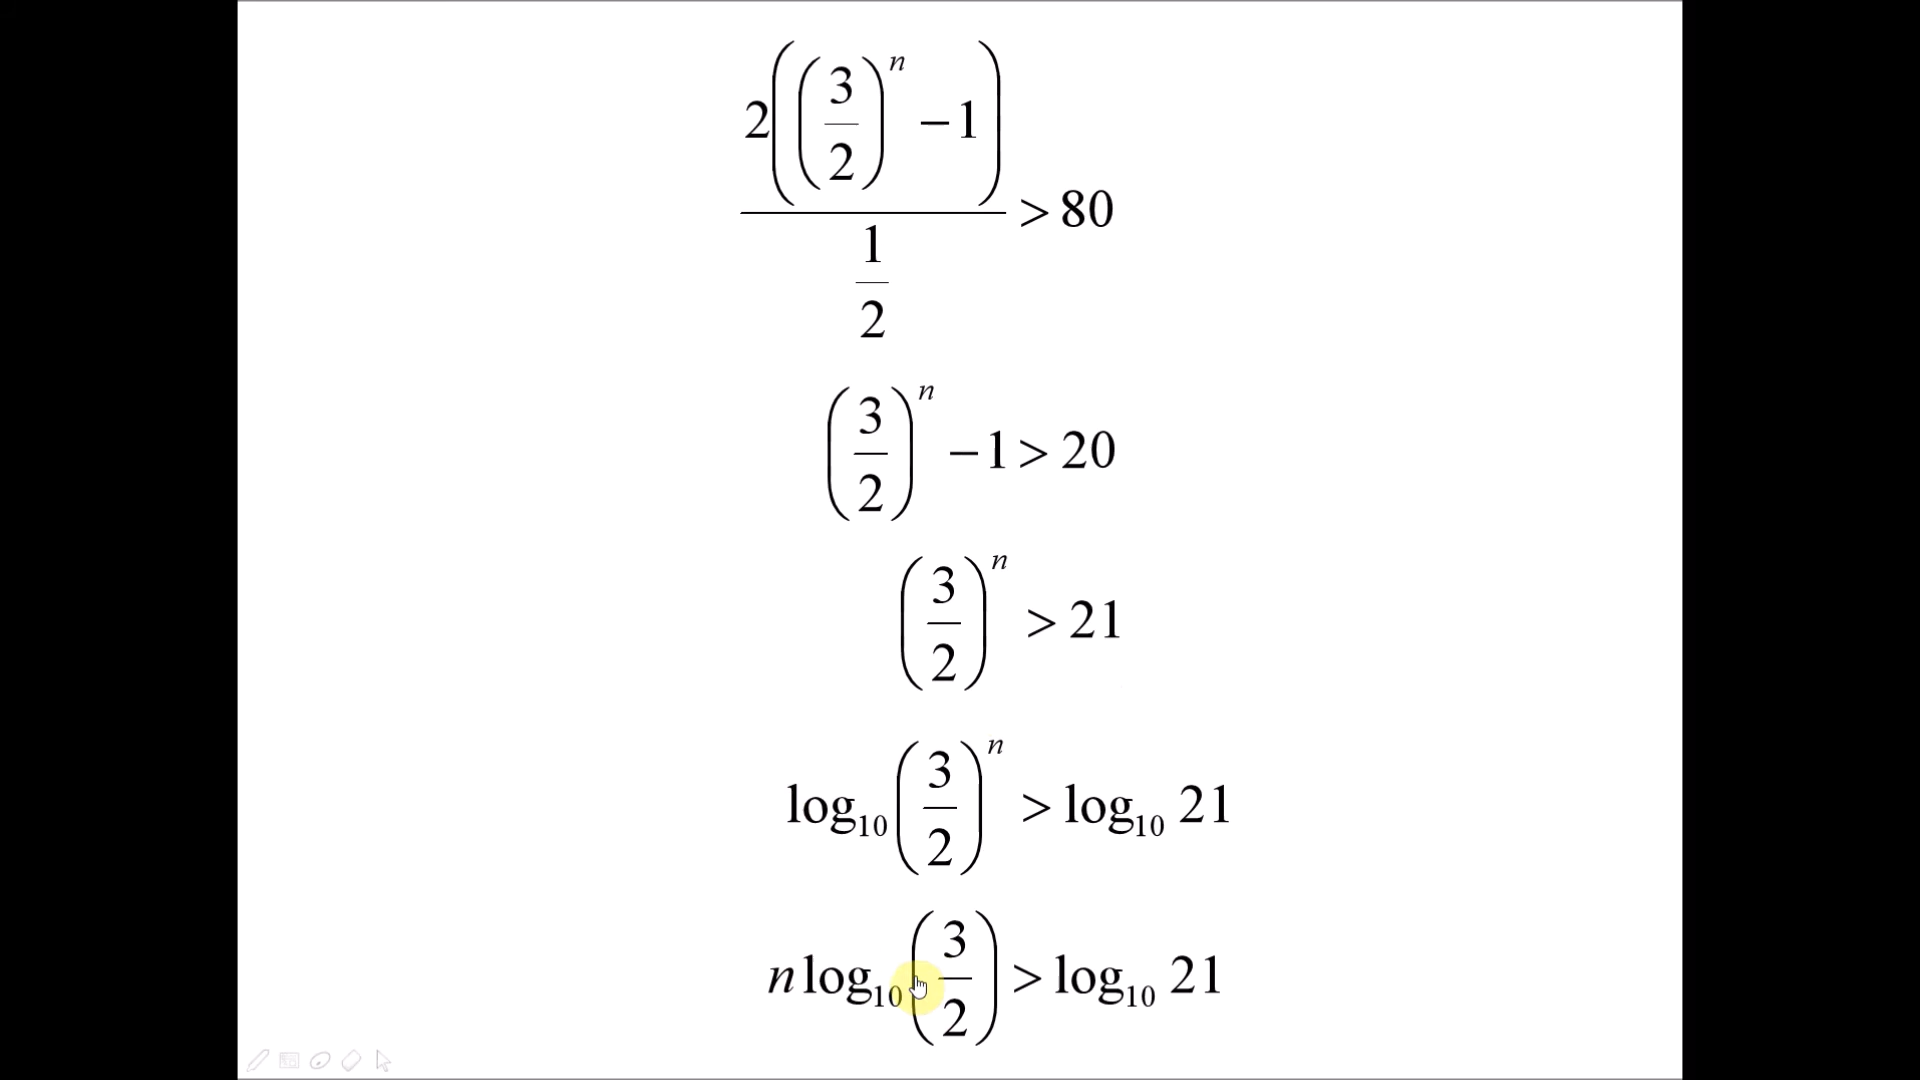 2((3/2)^n − 1) / (1/2) > 80
(3/2)^n − 1 > 20
(3/2)^n > 21
log₁₀(3/2)^n > log₁₀ 21
n log₁₀(3/2) > log₁₀ 21